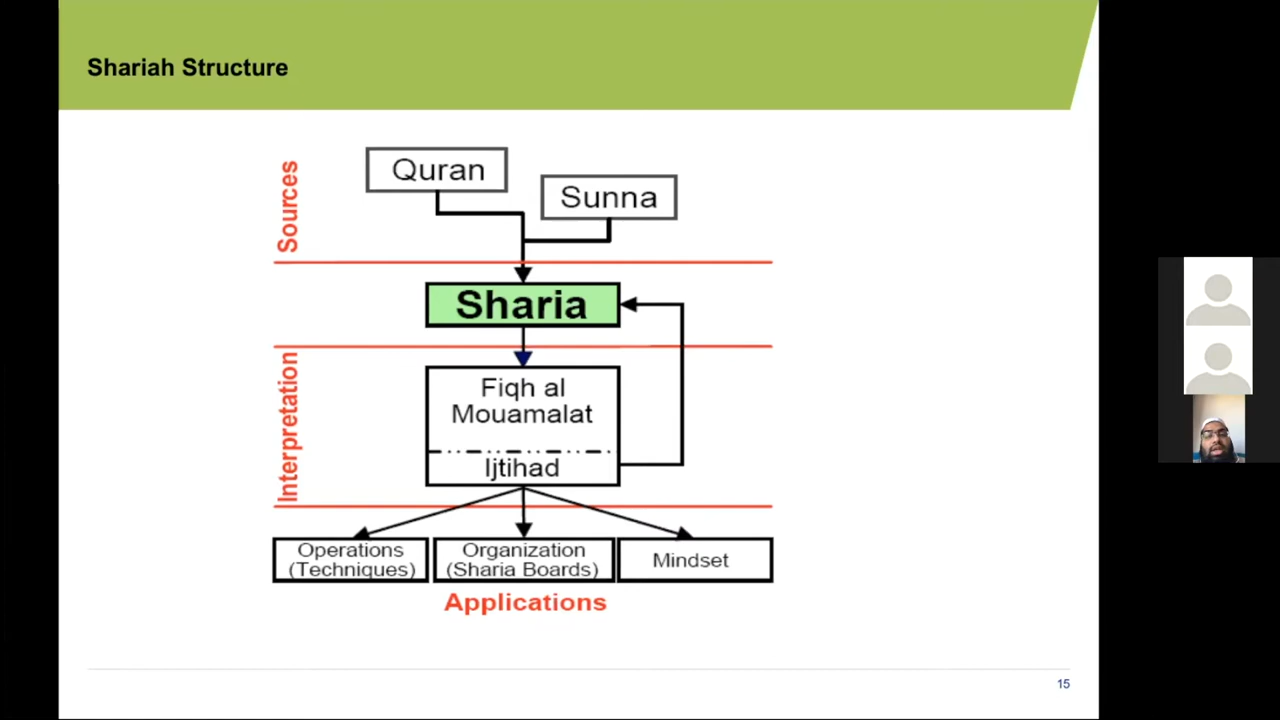 Shariah Structure
Sources
Quran
Sunna
Sharia
Interpretation
Fiqh al
Mouamalat
Ijtihad
Operations
(Techniques)
Organization
(Sharia Boards)
Mindset
Applications
15